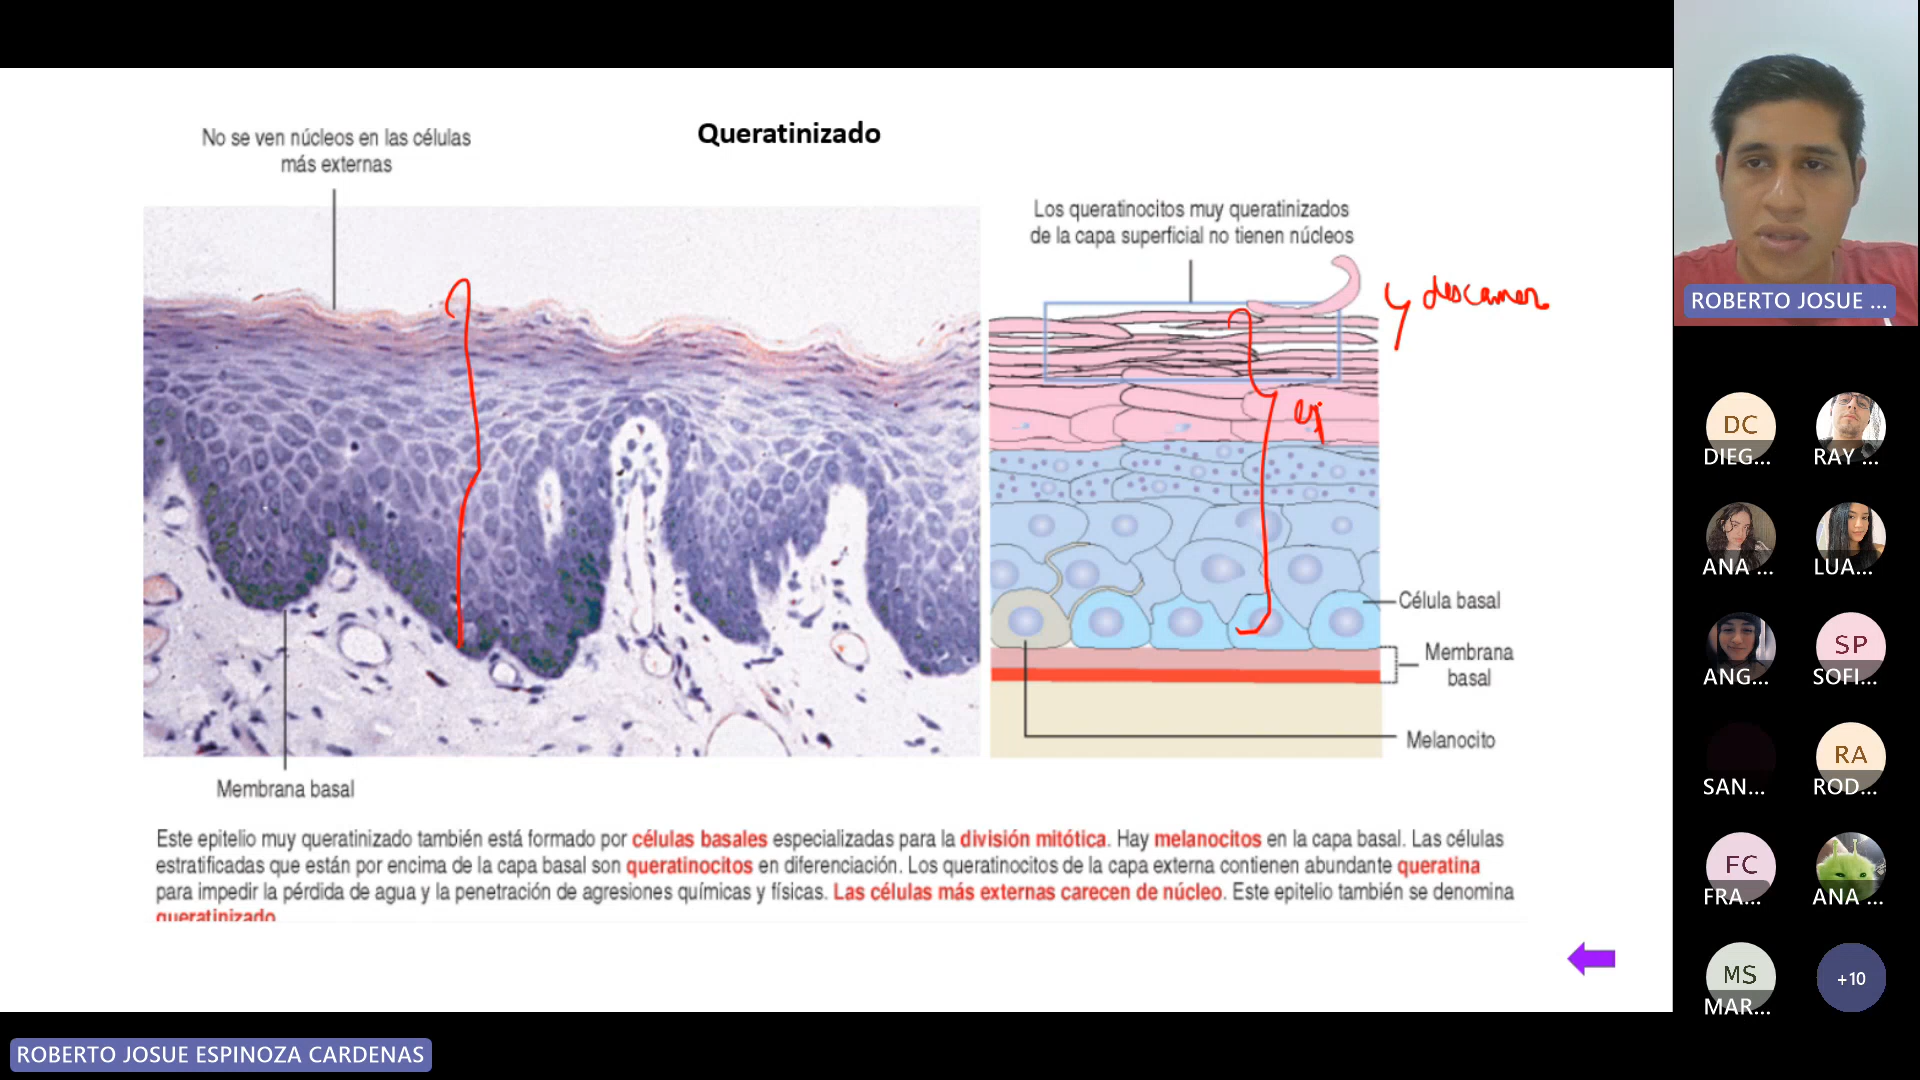 Queratinizado
No se ven núcleos en las células
más externas
Los queratinocitos muy queratinizados
de la capa superficial no tienen núcleos
descamar
ep
Célula basal
Membrana
basal
Melanocito
Membrana basal
Este epitelio muy queratinizado también está formado por células basales especializadas para la división mitótica. Hay melanocitos en la capa basal. Las células
estratificadas que están por encima de la capa basal son queratinocitos en diferenciación. Los queratinocitos de la capa externa contienen abundante queratina
para impedir la pérdida de agua y la penetración de agresiones químicas y físicas. Las células más externas carecen de núcleo. Este epitelio también se denomina
queratinizado
ROBERTO JOSUE ESPINOZA CARDENAS
ROBERTO JOSUE ...
DC
DIEG...
RAY ...
ANA ...
LUA...
ANG...
SP
SOFI...
SAN...
RA
ROD...
FC
FRA...
ANA ...
MS
MAR...
+10